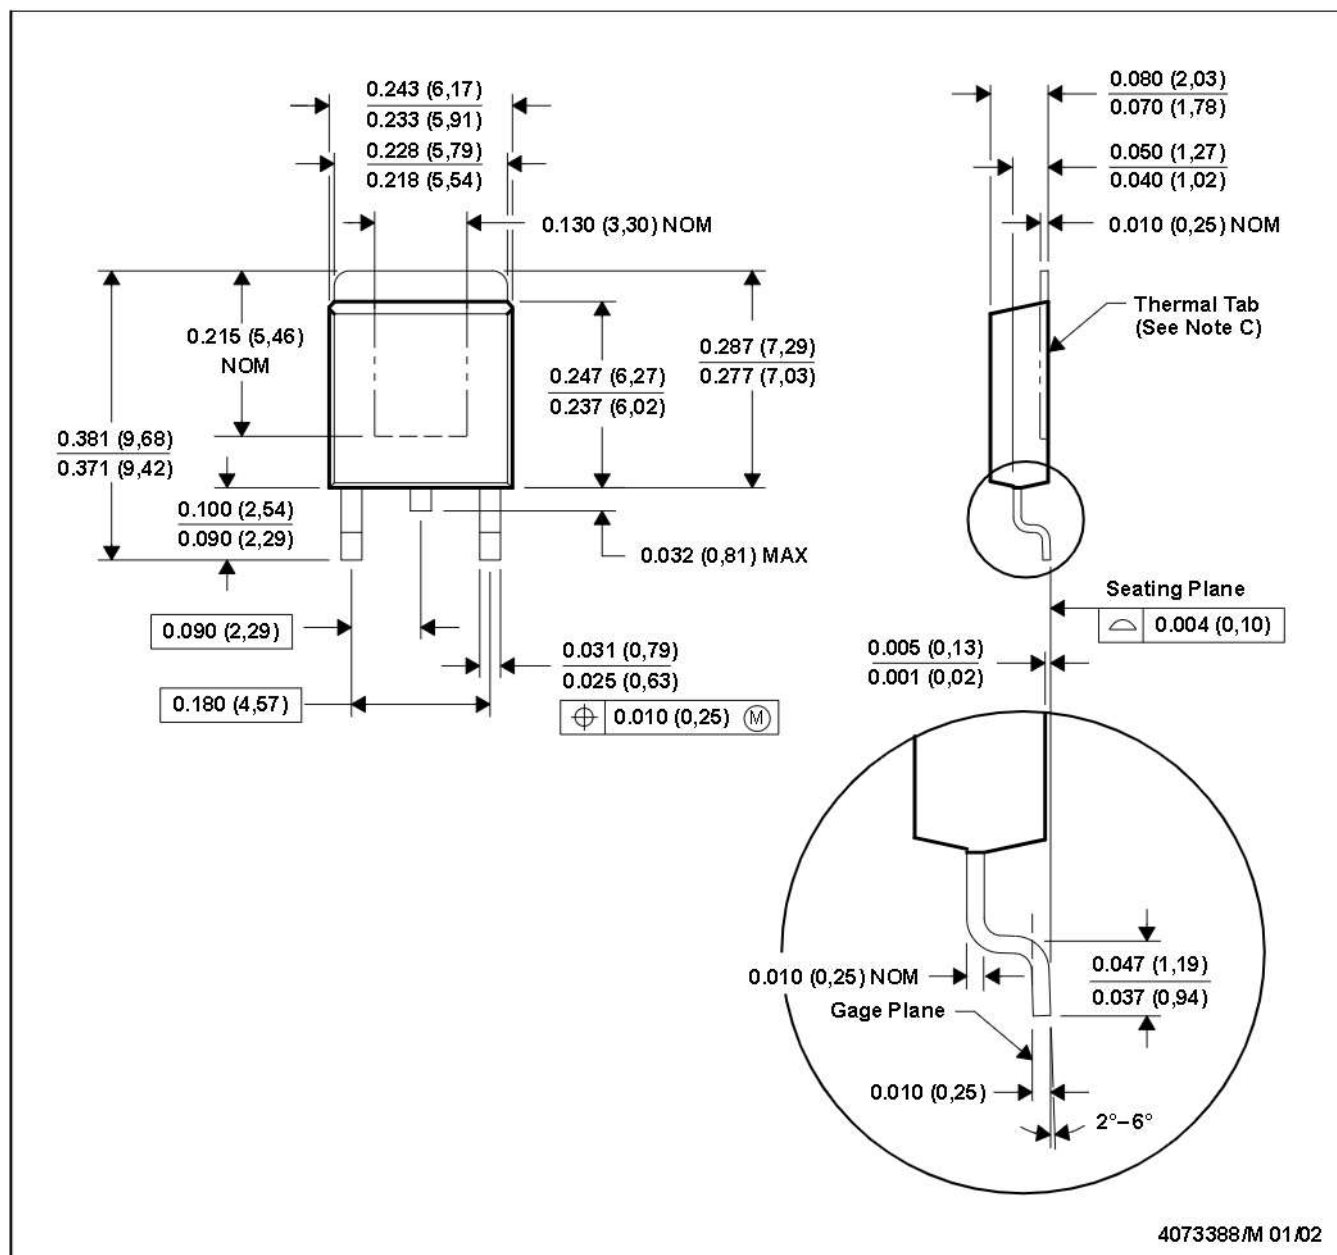 0.243 (6,17)
0.233 (5,91)
0.228 (5,79)
0.218 (5,54)
0.130 (3,30) NOM
0.215 (5,46)
NOM
0.381 (9,68)
0.371 (9,42)
0.247 (6,27)
0.237 (6,02)
0.287 (7,29)
0.277 (7,03)
0.100 (2,54)
0.090 (2,29)
0.032 (0,81) MAX
0.090 (2,29)
0.180 (4,57)
0.031 (0,79)
0.025 (0,63)
0.010 (0,25) M
0.080 (2,03)
0.070 (1,78)
0.050 (1,27)
0.040 (1,02)
0.010 (0,25) NOM
Thermal Tab
(See Note C)
Seating Plane
0.004 (0,10)
0.005 (0,13)
0.001 (0,02)
0.010 (0,25) NOM
Gage Plane
0.047 (1,19)
0.037 (0,94)
0.010 (0,25)
2°–6°
4073388/M 01/02